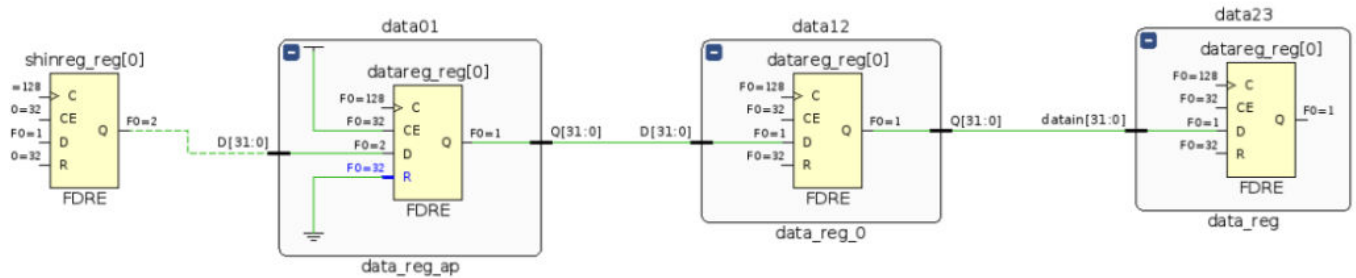 shinreg_reg[0]
=128
C
0=32
CE
F0=1
D
Q
F0=2
0=32
R
FDRE
data01
datareg_reg[0]
F0=128
C
F0=32
CE
D[31:0]
F0=2
D
Q
F0=1
F0=32
R
FDRE
data_reg_ap
Q[31:0]
D[31:0]
data12
datareg_reg[0]
F0=128
C
F0=32
CE
F0=1
D
Q
F0=1
F0=32
R
FDRE
data_reg_0
Q[31:0]
datain[31:0]
data23
datareg_reg[0]
F0=128
C
F0=32
CE
F0=1
D
Q
F0=1
F0=32
R
FDRE
data_reg